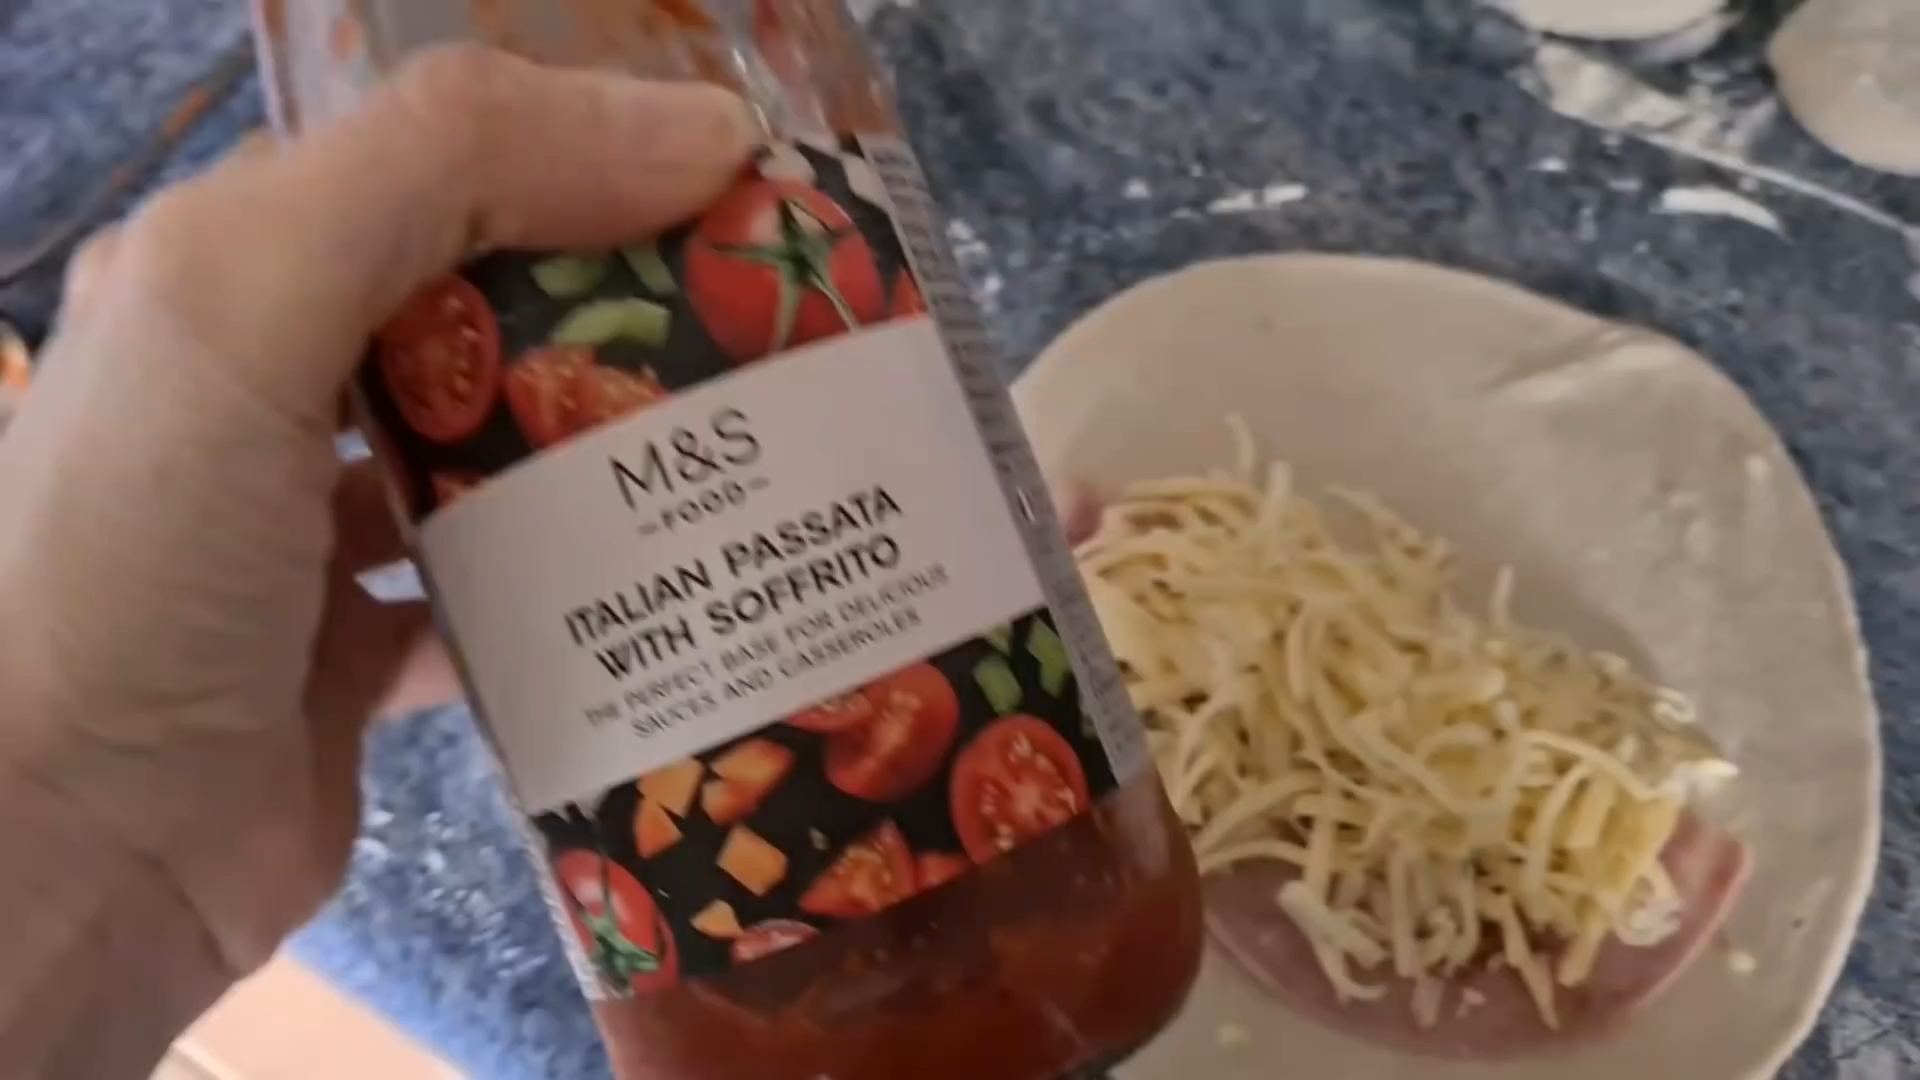 M&S
FOOD
ITALIAN PASSATA
WITH SOFFRITO
THE PERFECT BASE FOR DELICIOUS
SAUCES AND CASSEROLES